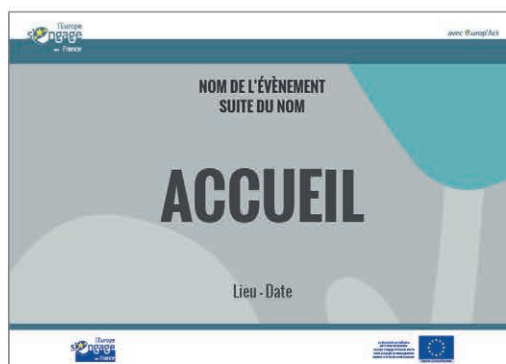 l'Europe
s'engage
en France
avec Europ'Act
NOM DE L'ÉVÈNEMENT
SUITE DU NOM
ACCUEIL
Lieu - Date
l'Europe
s'engage
en France